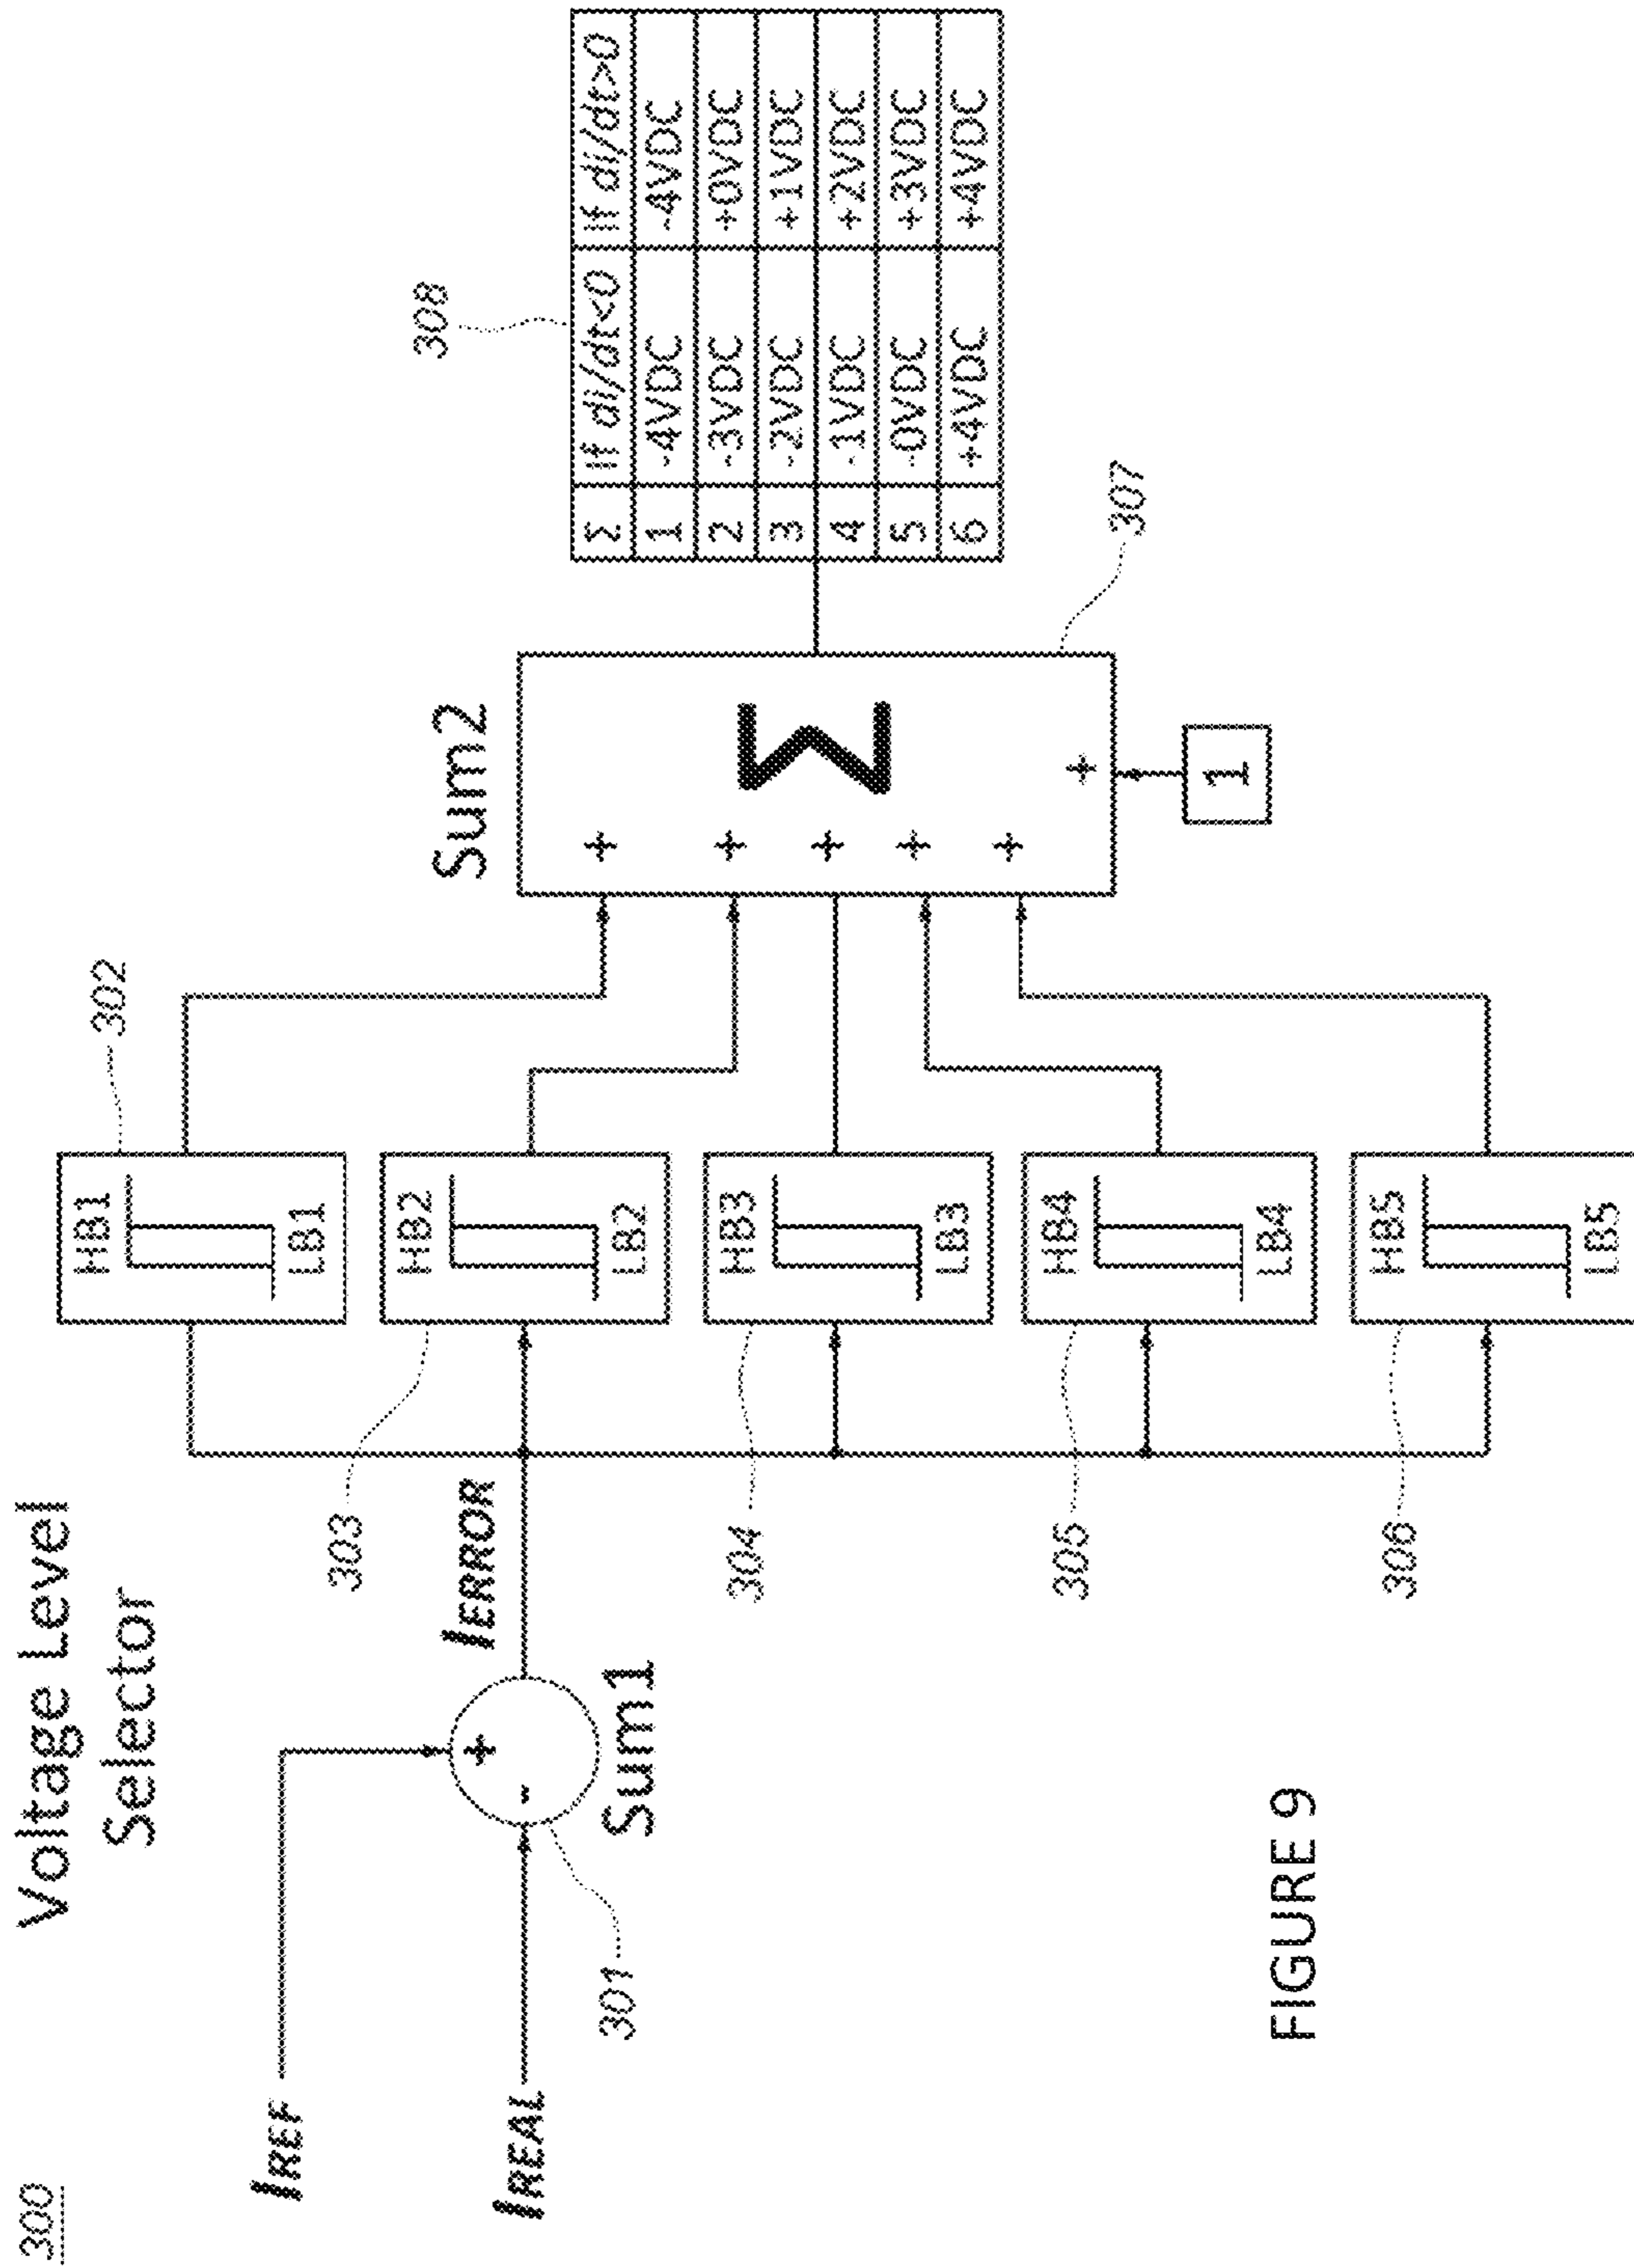 300
Voltage Level
Selector
IREF
IREAL
+
-
301
Sum1
IERROR
302
HB1
LB1
303
HB2
LB2
304
HB3
LB3
305
HB4
LB4
306
HB5
LB5
Sum2
+
+
+
+
+
+
Σ
1
307
308
Σ If di/dt<0 If di/dt>0
1 -4VDC -4VDC
2 -3VDC +0VDC
3 -2VDC +1VDC
4 -1VDC +2VDC
5 -0VDC +3VDC
6 +4VDC +4VDC
FIGURE 9